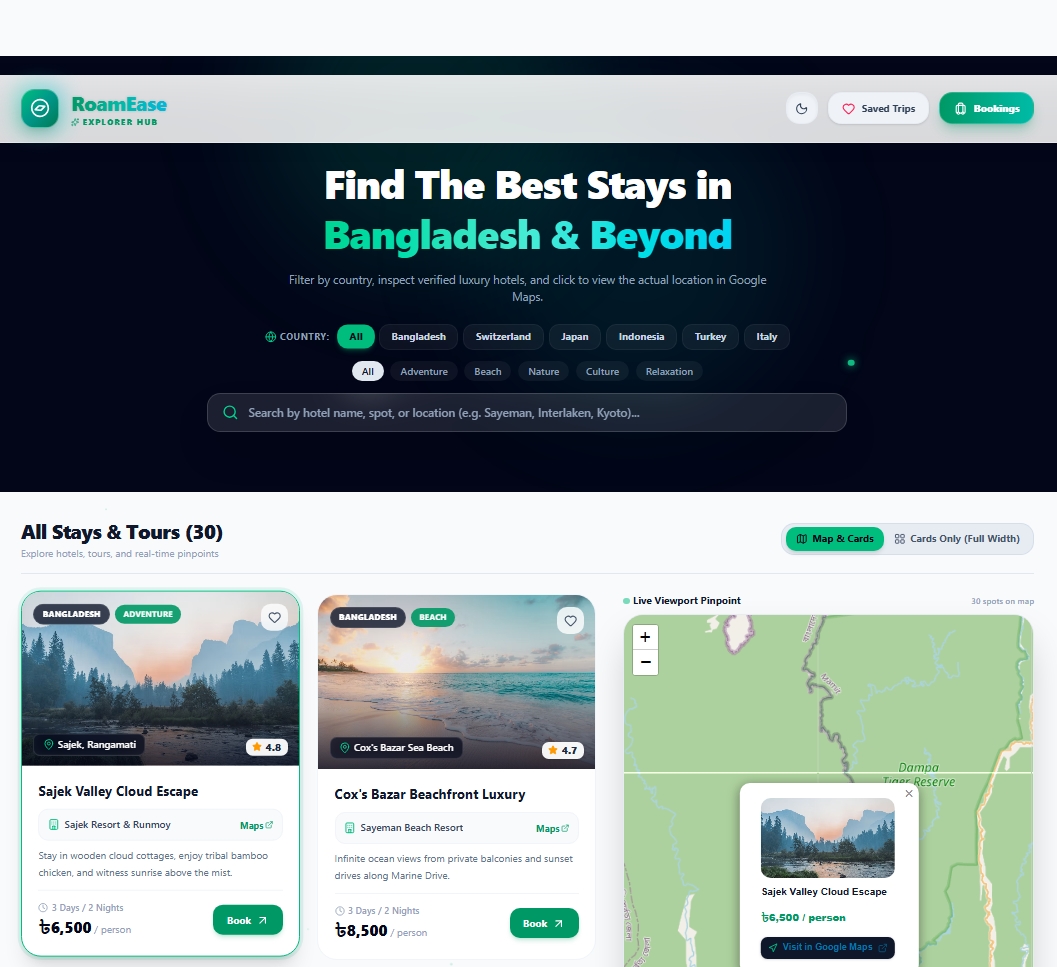 RoamEase
EXPLORER HUB
Saved Trips
Bookings
Find The Best Stays in
Bangladesh & Beyond
Filter by country, inspect verified luxury hotels, and click to view the actual location in Google
Maps.
COUNTRY:
All
Bangladesh
Switzerland
Japan
Indonesia
Turkey
Italy
All
Adventure
Beach
Nature
Culture
Relaxation
Search by hotel name, spot, or location (e.g. Sayeman, Interlaken, Kyoto)...
All Stays & Tours (30)
Explore hotels, tours, and real-time pinpoints
Map & Cards
Cards Only (Full Width)
BANGLADESH
ADVENTURE
Sajek, Rangamati
4.8
Sajek Valley Cloud Escape
Sajek Resort & Runmoy
Maps
Stay in wooden cloud cottages, enjoy tribal bamboo
chicken, and witness sunrise above the mist.
3 Days / 2 Nights
৳6,500 / person
Book
BANGLADESH
BEACH
Cox's Bazar Sea Beach
4.7
Cox's Bazar Beachfront Luxury
Sayeman Beach Resort
Maps
Infinite ocean views from private balconies and sunset
drives along Marine Drive.
3 Days / 2 Nights
৳8,500 / person
Book
Live Viewport Pinpoint
30 spots on map
+
−
Mamit
Dampa
Tiger Reserve
×
Sajek Valley Cloud Escape
৳6,500 / person
Visit in Google Maps